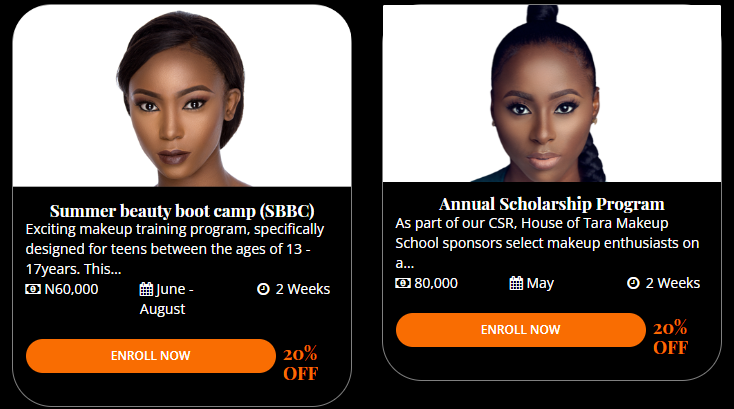 Summer beauty boot camp (SBBC)
Exciting makeup training program, specifically
designed for teens between the ages of 13 -
17years. This...
N60,000
June -
August
2 Weeks
ENROLL NOW
20%
OFF
Annual Scholarship Program
As part of our CSR, House of Tara Makeup
School sponsors select makeup enthusiasts on
a...
80,000
May
2 Weeks
ENROLL NOW
20%
OFF